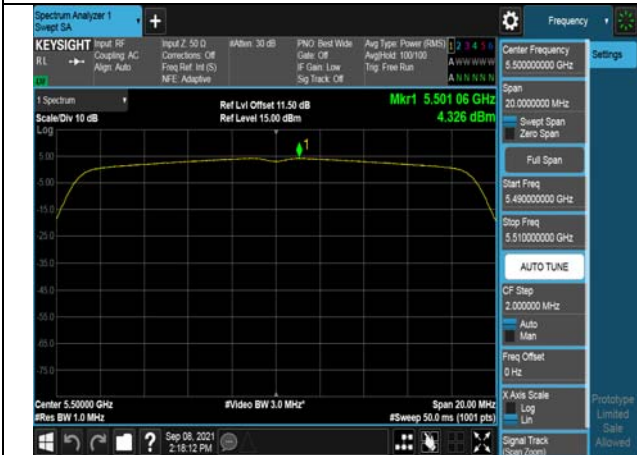 Spectrum Analyzer 1
Swept SA
Frequency
KEYSIGHT
RL
Input: RF
Coupling: AC
Align: Auto
Input Z: 50 Ω
Corrections: Off
Freq Ref: Int (S)
NFE: Adaptive
#Atten: 30 dB
PNO: Best Wide
Gate: Off
IF Gain: Low
Sig Track: Off
Avg Type: Power (RMS)
Avg|Hold: 100/100
Trig: Free Run
1 2 3 4 5 6
A W W W W W
A N N N N N
1 Spectrum
Scale/Div 10 dB
Log
Ref Lvl Offset 11.50 dB
Ref Level 15.00 dBm
Mkr1 5.501 06 GHz
4.326 dBm
1
5.00
-5.00
-15.0
-25.0
-35.0
-45.0
-55.0
-65.0
-75.0
Center 5.50000 GHz
#Res BW 1.0 MHz
#Video BW 3.0 MHz*
Span 20.00 MHz
#Sweep 50.0 ms (1001 pts)
Sep 08, 2021
2:18:12 PM
Center Frequency
5.500000000 GHz
Settings
Span
20.0000000 MHz
Swept Span
Zero Span
Full Span
Start Freq
5.490000000 GHz
Stop Freq
5.510000000 GHz
AUTO TUNE
CF Step
2.000000 MHz
Auto
Man
Freq Offset
0 Hz
X Axis Scale
Log
Lin
Signal Track
(Span Zoom)
Prototype
Limited
Sale
Allowed